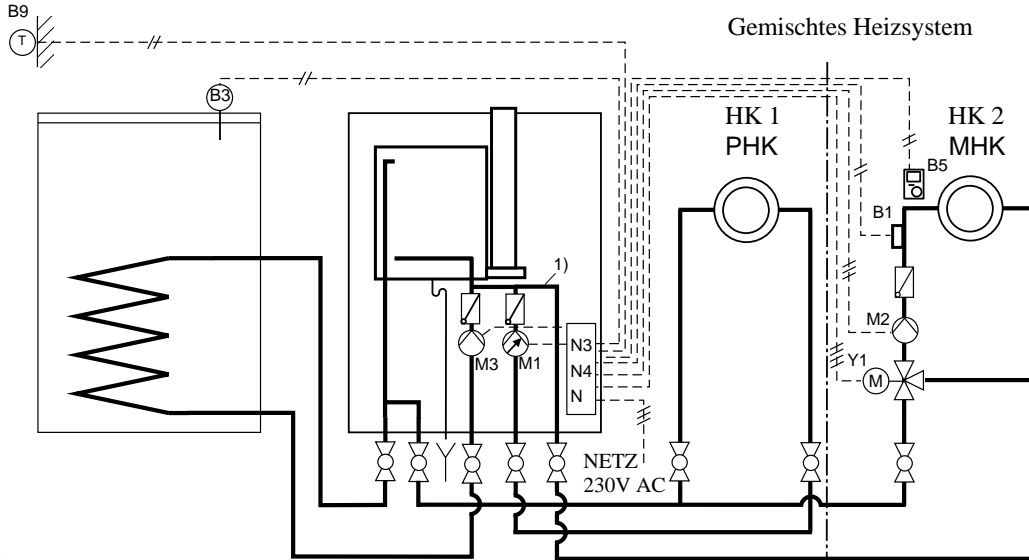 B9
T
Gemischtes Heizsystem
B3
HK 1
PHK
HK 2
MHK
B5
B1
1)
M2
N3
M3
M1
N4
Y1
M
N
NETZ
230V AC